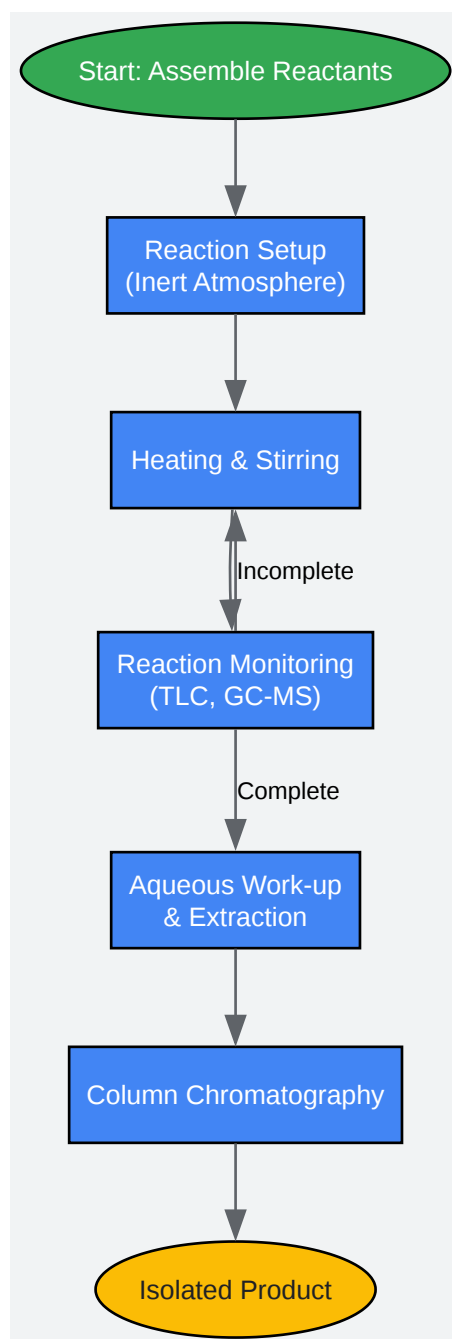 Start: Assemble Reactants
Reaction Setup
(Inert Atmosphere)
Heating & Stirring
Incomplete
Reaction Monitoring
(TLC, GC-MS)
Complete
Aqueous Work-up
& Extraction
Column Chromatography
Isolated Product